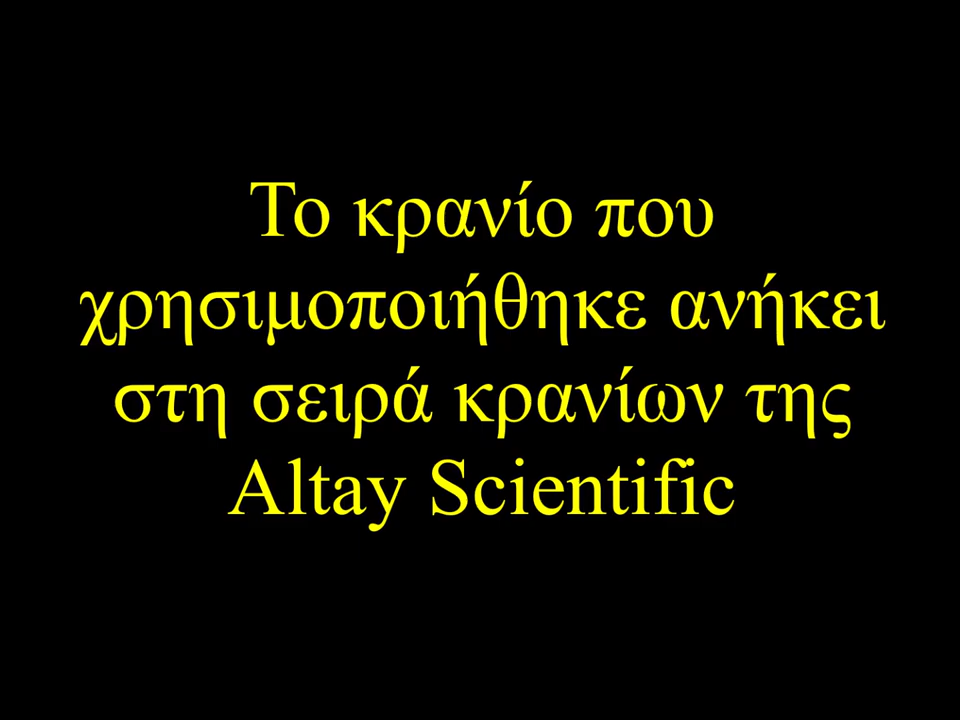 Το κρανίο που
χρησιμοποιήθηκε ανήκει
στη σειρά κρανίων της
Altay Scientific